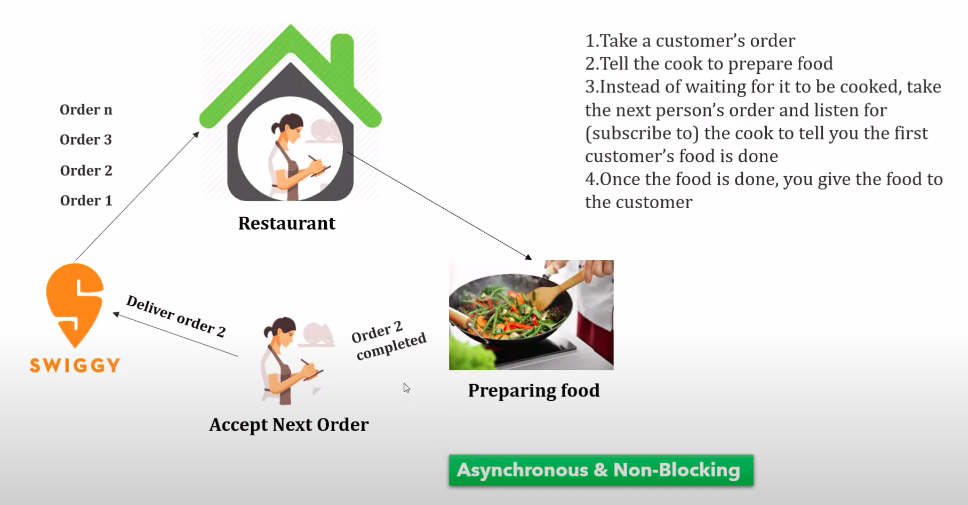 1.Take a customer's order
2.Tell the cook to prepare food
3.Instead of waiting for it to be cooked, take
the next person's order and listen for
(subscribe to) the cook to tell you the first
customer's food is done
4.Once the food is done, you give the food to
the customer
Order n
Order 3
Order 2
Order 1
Restaurant
SWIGGY
Deliver order 2
Order 2
completed
Accept Next Order
Preparing food
Asynchronous & Non-Blocking